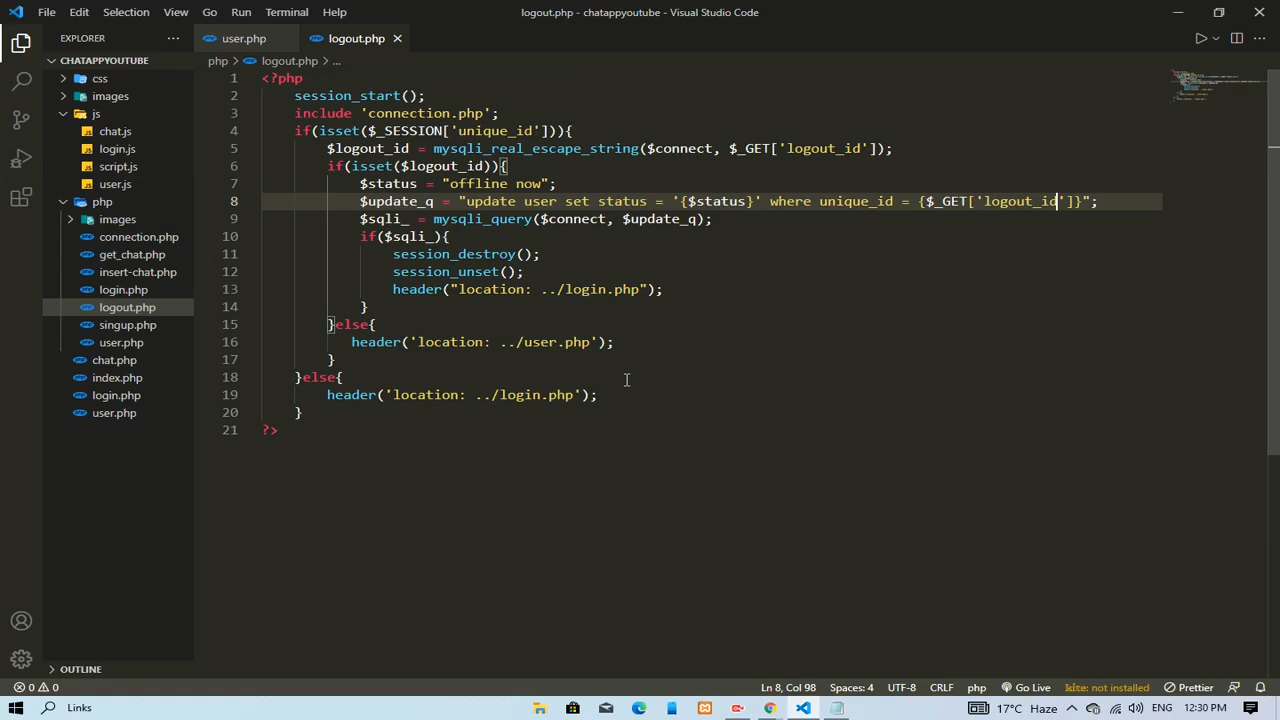 File Edit Selection View Go Run Terminal Help
logout.php - chatappyoutube - Visual Studio Code
EXPLORER
CHATAPPYOUTUBE
css
images
js
chat.js
login.js
script.js
user.js
php
images
connection.php
get_chat.php
insert-chat.php
login.php
logout.php
singup.php
user.php
chat.php
index.php
login.php
user.php
OUTLINE
user.php logout.php
php > logout.php > ...
1 <?php
2 session_start();
3 include 'connection.php';
4 if(isset($_SESSION['unique_id'])){
5 $logout_id = mysqli_real_escape_string($connect, $_GET['logout_id']);
6 if(isset($logout_id)){
7 $status = "offline now";
8 $update_q = "update user set status = '{$status}' where unique_id = {$_GET['logout_id']}";
9 $sqli_ = mysqli_query($connect, $update_q);
10 if($sqli_){
11 session_destroy();
12 session_unset();
13 header("location: ../login.php");
14 }
15 }else{
16 header('location: ../user.php');
17 }
18 }else{
19 header('location: ../login.php');
20 }
21 ?>
0 0 Ln 8, Col 98 Spaces: 4 UTF-8 CRLF php Go Live kite: not installed Prettier
Links 17°C Haze ENG 12:30 PM